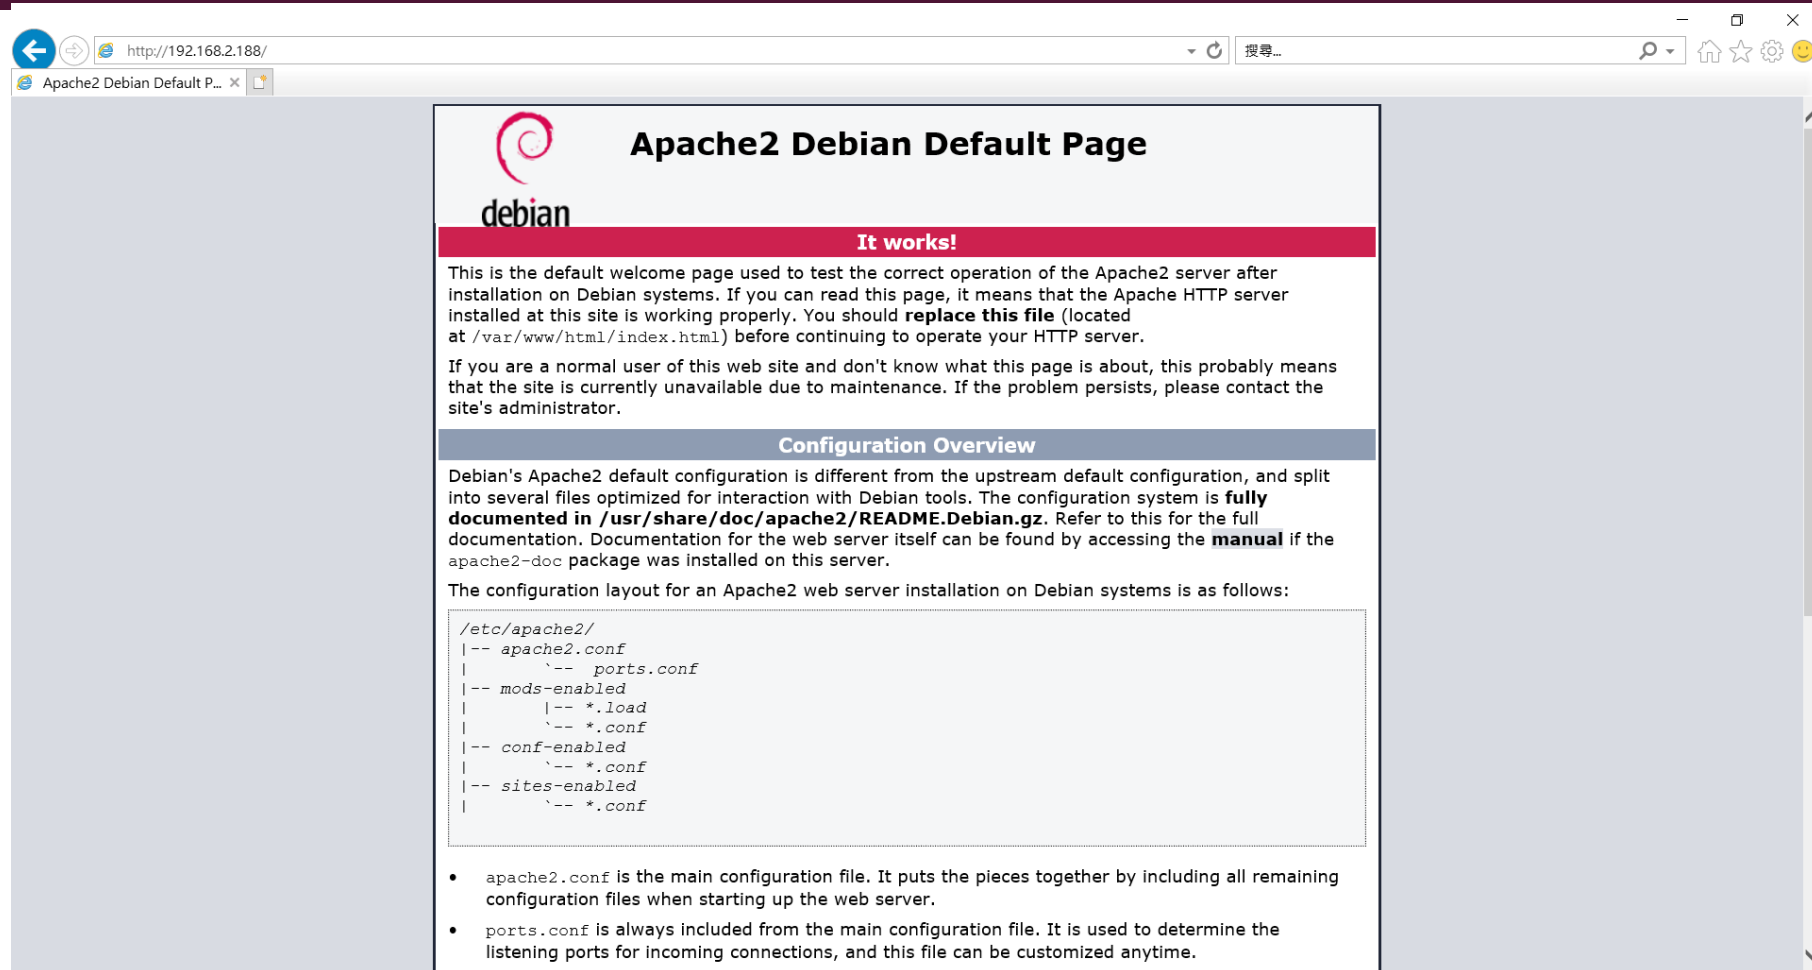 http://192.168.2.188/
搜尋...
Apache2 Debian Default P...
debian
Apache2 Debian Default Page
It works!
This is the default welcome page used to test the correct operation of the Apache2 server after
installation on Debian systems. If you can read this page, it means that the Apache HTTP server
installed at this site is working properly. You should replace this file (located
at /var/www/html/index.html) before continuing to operate your HTTP server.
If you are a normal user of this web site and don't know what this page is about, this probably means
that the site is currently unavailable due to maintenance. If the problem persists, please contact the
site's administrator.
Configuration Overview
Debian's Apache2 default configuration is different from the upstream default configuration, and split
into several files optimized for interaction with Debian tools. The configuration system is fully
documented in /usr/share/doc/apache2/README.Debian.gz. Refer to this for the full
documentation. Documentation for the web server itself can be found by accessing the manual if the
apache2-doc package was installed on this server.
The configuration layout for an Apache2 web server installation on Debian systems is as follows:
/etc/apache2/
|-- apache2.conf
|       `--  ports.conf
|-- mods-enabled
|       |-- *.load
|       `-- *.conf
|-- conf-enabled
|       `-- *.conf
|-- sites-enabled
|       `-- *.conf
• apache2.conf is the main configuration file. It puts the pieces together by including all remaining
configuration files when starting up the web server.
• ports.conf is always included from the main configuration file. It is used to determine the
listening ports for incoming connections, and this file can be customized anytime.